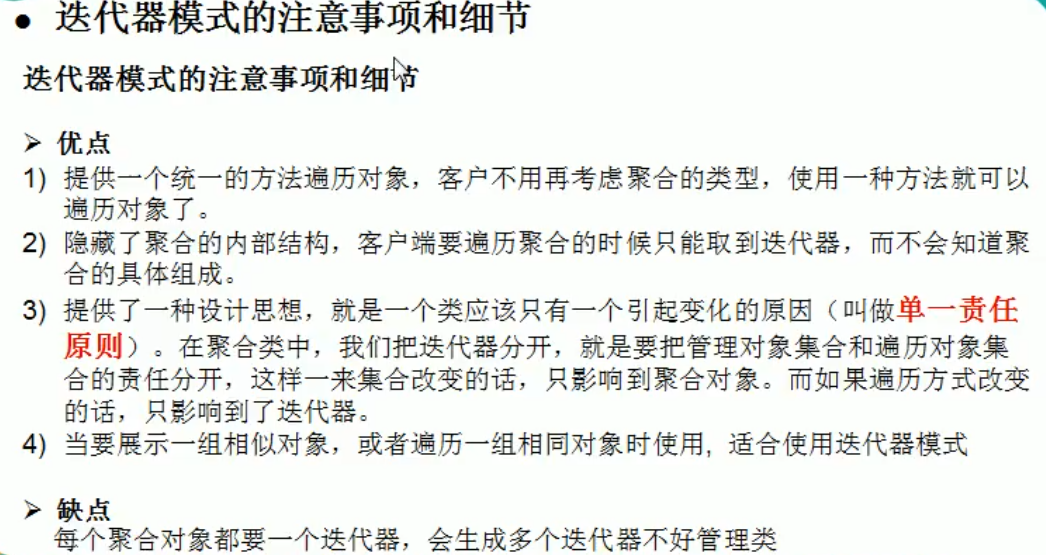 ● 迭代器模式的注意事项和细节
迭代器模式的注意事项和细节
➢ 优点
1) 提供一个统一的方法遍历对象，客户不用再考虑聚合的类型，使用一种方法就可以
遍历对象了。
2) 隐藏了聚合的内部结构，客户端要遍历聚合的时候只能取到迭代器，而不会知道聚
合的具体组成。
3) 提供了一种设计思想，就是一个类应该只有一个引起变化的原因（叫做单一责任
原则）。在聚合类中，我们把迭代器分开，就是要把管理对象集合和遍历对象集
合的责任分开，这样一来集合改变的话，只影响到聚合对象。而如果遍历方式改变
的话，只影响到了迭代器。
4) 当要展示一组相似对象，或者遍历一组相同对象时使用, 适合使用迭代器模式
➢ 缺点
每个聚合对象都要一个迭代器，会生成多个迭代器不好管理类